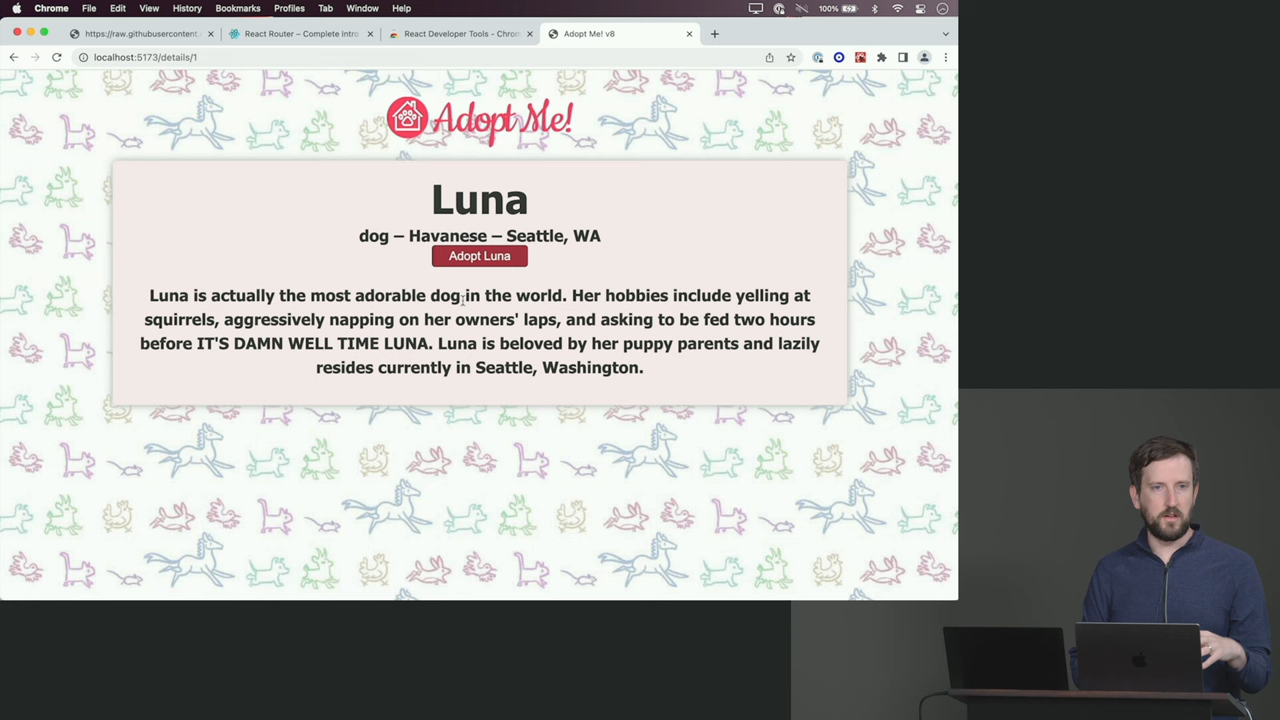 Chrome File Edit View History Bookmarks Profiles Tab Window Help 100%
https://raw.githubusercontent. React Router – Complete Intro React Developer Tools - Chrom Adopt Me! v8
localhost:5173/details/1
Adopt Me!
Luna
dog – Havanese – Seattle, WA
Adopt Luna
Luna is actually the most adorable dog in the world. Her hobbies include yelling at
squirrels, aggressively napping on her owners' laps, and asking to be fed two hours
before IT'S DAMN WELL TIME LUNA. Luna is beloved by her puppy parents and lazily
resides currently in Seattle, Washington.